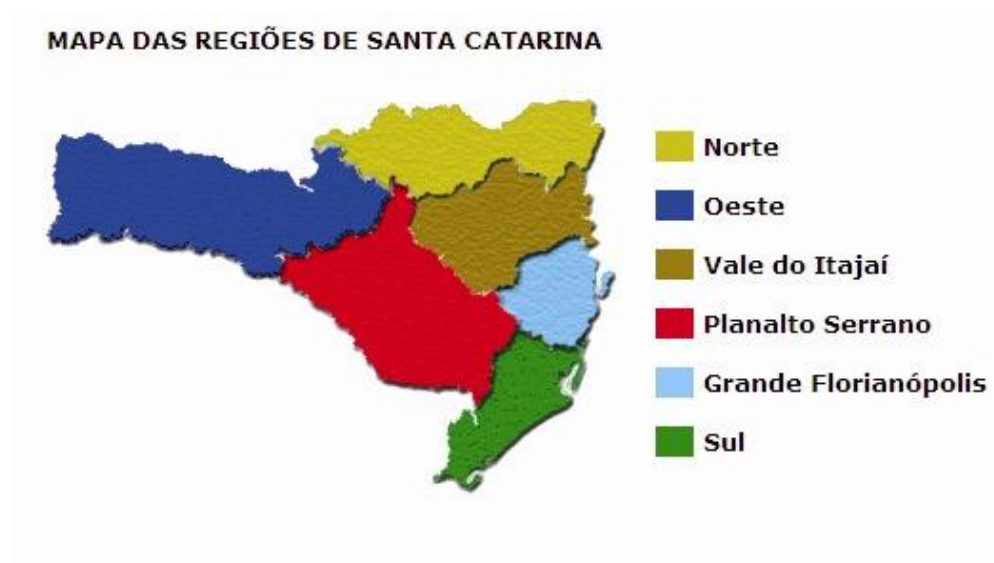 MAPA DAS REGIÕES DE SANTA CATARINA
Norte
Oeste
Vale do Itajaí
Planalto Serrano
Grande Florianópolis
Sul